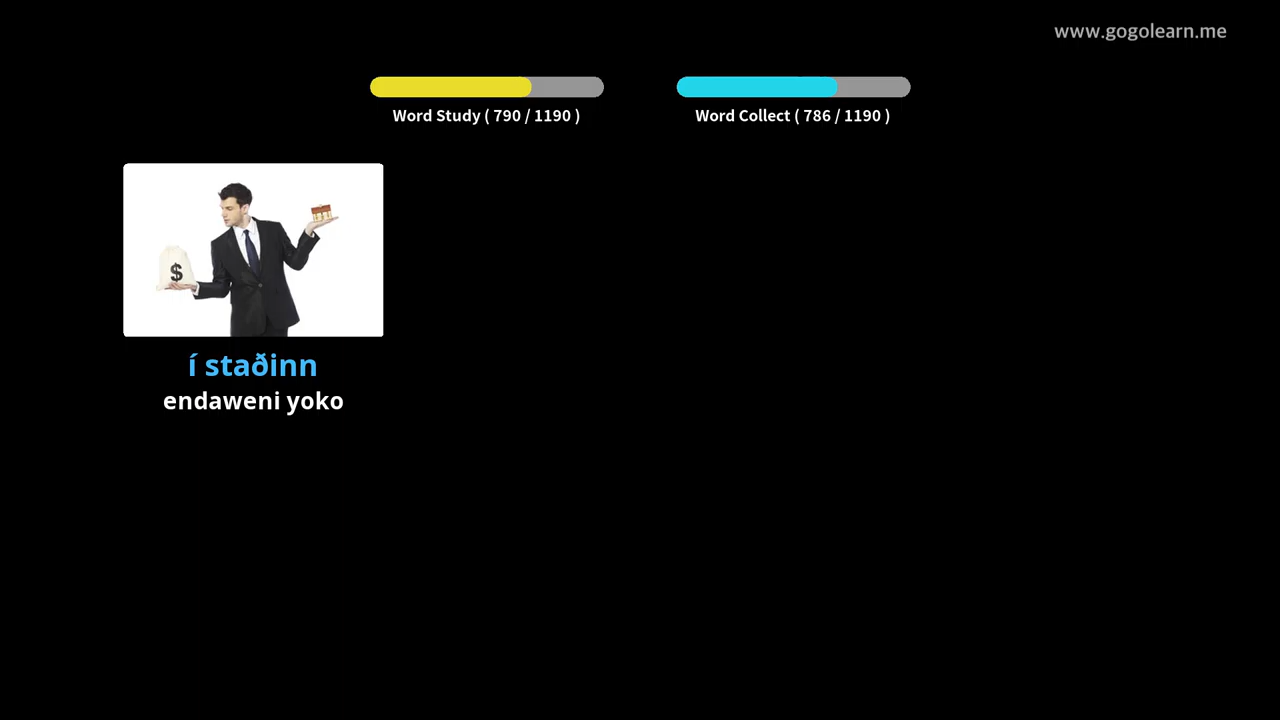 www.gogolearn.me
Word Study ( 790 / 1190 )
Word Collect ( 786 / 1190 )
$
í staðinn
endaweni yoko